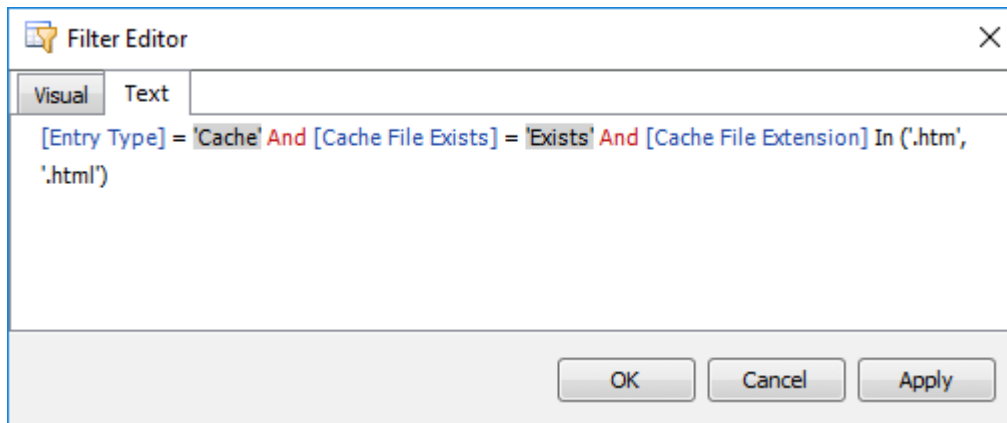 Filter Editor
Visual Text
[Entry Type] = 'Cache' And [Cache File Exists] = 'Exists' And [Cache File Extension] In ('.htm',
'.html')
OK Cancel Apply